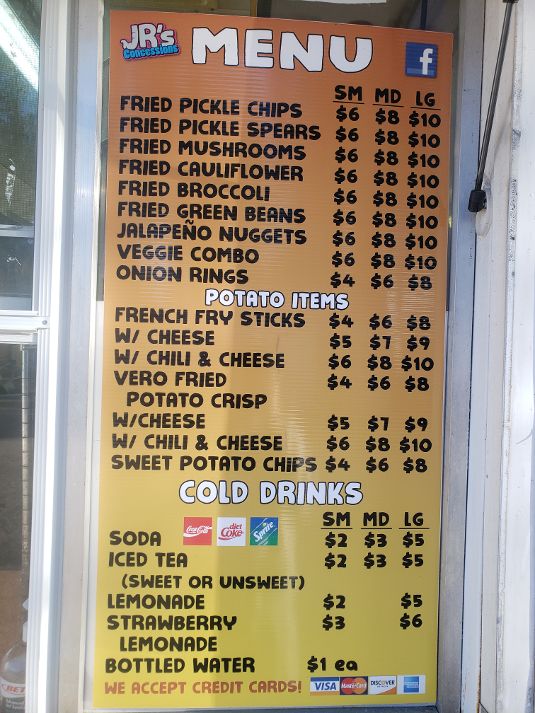 JR's Concessions MENU f
SM MD LG
FRIED PICKLE CHIPS $6 $8 $10
FRIED PICKLE SPEARS $6 $8 $10
FRIED MUSHROOMS $6 $8 $10
FRIED CAULIFLOWER $6 $8 $10
FRIED BROCCOLI $6 $8 $10
FRIED GREEN BEANS $6 $8 $10
JALAPEÑO NUGGETS $6 $8 $10
VEGGIE COMBO $6 $8 $10
ONION RINGS $4 $6 $8
POTATO ITEMS
FRENCH FRY STICKS $4 $6 $8
W/ CHEESE $5 $7 $9
W/ CHILI & CHEESE $6 $8 $10
VERO FRIED $4 $6 $8
POTATO CRISP
W/CHEESE $5 $7 $9
W/ CHILI & CHEESE $6 $8 $10
SWEET POTATO CHIPS $4 $6 $8
COLD DRINKS
SM MD LG
SODA Coca-Cola diet Coke Sprite $2 $3 $5
ICED TEA $2 $3 $5
(SWEET OR UNSWEET)
LEMONADE $2 $5
STRAWBERRY $3 $6
LEMONADE
BOTTLED WATER $1 ea
WE ACCEPT CREDIT CARDS! VISA MasterCard DISCOVER